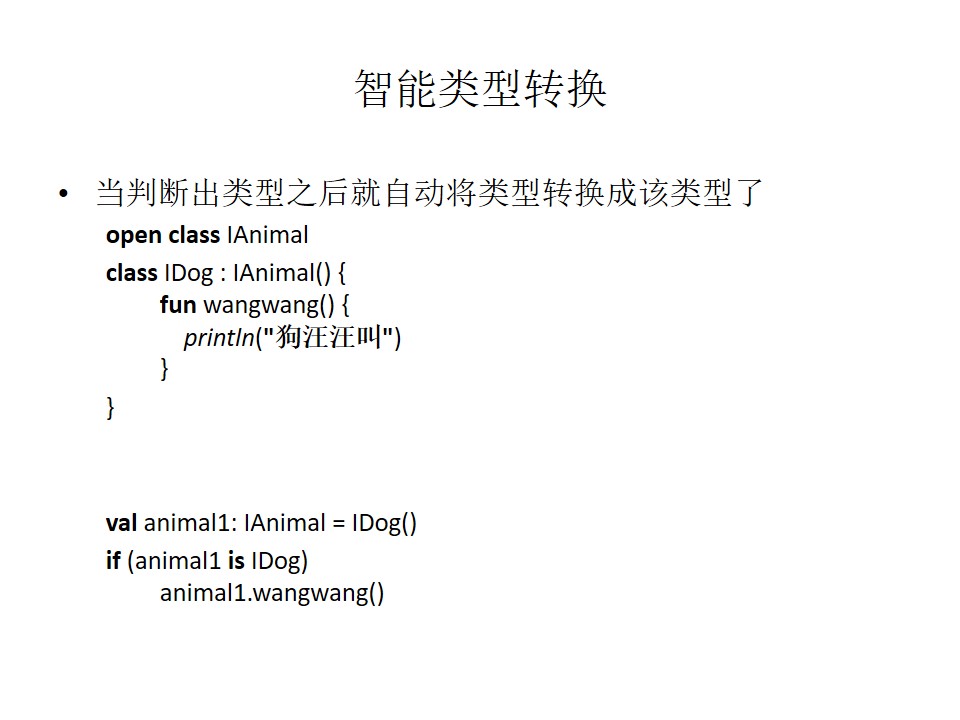 智能类型转换
• 当判断出类型之后就自动将类型转换成该类型了
open class IAnimal
class IDog : IAnimal() {
fun wangwang() {
println("狗汪汪叫")
}
}
val animal1: IAnimal = IDog()
if (animal1 is IDog)
animal1.wangwang()